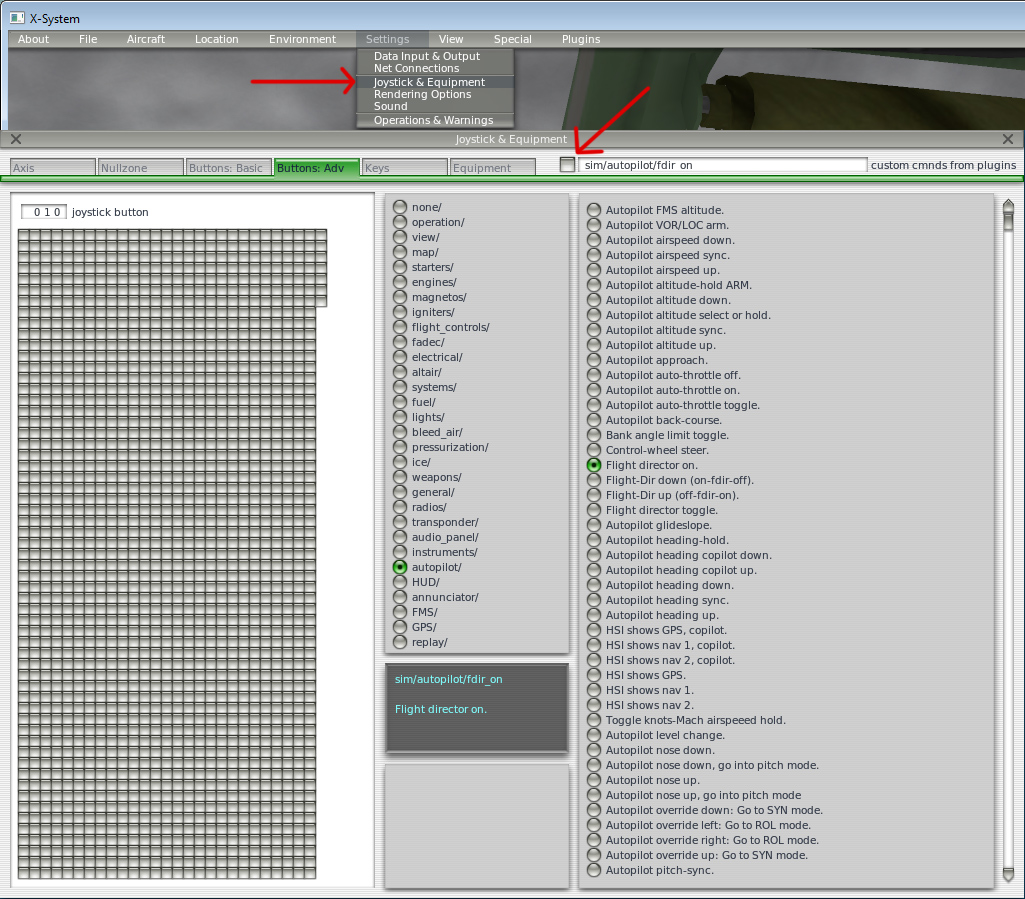 X-System
About File Aircraft Location Environment Settings View Special Plugins
Data Input & Output
Net Connections
Joystick & Equipment
Rendering Options
Sound
Operations & Warnings
Joystick & Equipment
Axis Nullzone Buttons: Basic Buttons: Adv Keys Equipment sim/autopilot/fdir on custom cmnds from plugins
0 1 0 joystick button
none/
operation/
view/
map/
starters/
engines/
magnetos/
igniters/
flight_controls/
fadec/
electrical/
altair/
systems/
fuel/
lights/
bleed_air/
pressurization/
ice/
weapons/
general/
radios/
transponder/
audio_panel/
instruments/
autopilot/
HUD/
annunciator/
FMS/
GPS/
replay/
sim/autopilot/fdir_on
Flight director on.
Autopilot FMS altitude.
Autopilot VOR/LOC arm.
Autopilot airspeed down.
Autopilot airspeed sync.
Autopilot airspeed up.
Autopilot altitude-hold ARM.
Autopilot altitude down.
Autopilot altitude select or hold.
Autopilot altitude sync.
Autopilot altitude up.
Autopilot approach.
Autopilot auto-throttle off.
Autopilot auto-throttle on.
Autopilot auto-throttle toggle.
Autopilot back-course.
Bank angle limit toggle.
Control-wheel steer.
Flight director on.
Flight-Dir down (on-fdir-off).
Flight-Dir up (off-fdir-on).
Flight director toggle.
Autopilot glideslope.
Autopilot heading-hold.
Autopilot heading copilot down.
Autopilot heading copilot up.
Autopilot heading down.
Autopilot heading sync.
Autopilot heading up.
HSI shows GPS, copilot.
HSI shows nav 1, copilot.
HSI shows nav 2, copilot.
HSI shows GPS.
HSI shows nav 1.
HSI shows nav 2.
Toggle knots-Mach airspeeed hold.
Autopilot level change.
Autopilot nose down.
Autopilot nose down, go into pitch mode.
Autopilot nose up.
Autopilot nose up, go into pitch mode
Autopilot override down: Go to SYN mode.
Autopilot override left: Go to ROL mode.
Autopilot override right: Go to ROL mode.
Autopilot override up: Go to SYN mode.
Autopilot pitch-sync.